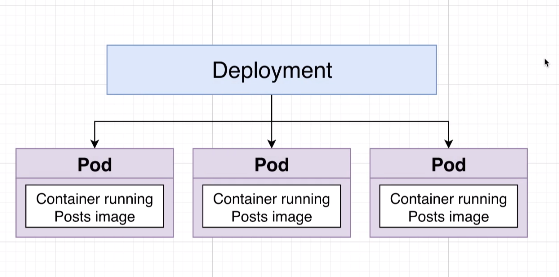 Deployment
Pod
Container running
Posts image
Pod
Container running
Posts image
Pod
Container running
Posts image